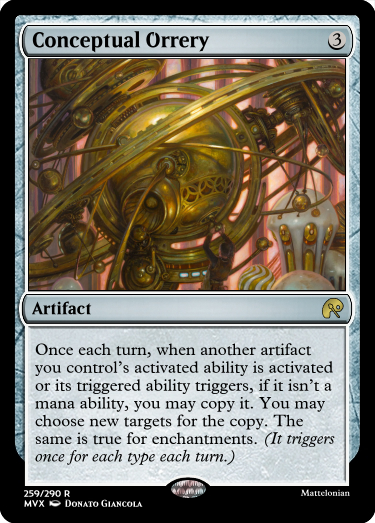 Conceptual Orrery 3
Artifact
Once each turn, when another artifact
you control's activated ability is activated
or its triggered ability triggers, if it isn't a
mana ability, you may copy it. You may
choose new targets for the copy. The
same is true for enchantments. (It triggers
once for each type each turn.)
259/290 R
Mattelonian
MVX DONATO GIANCOLA